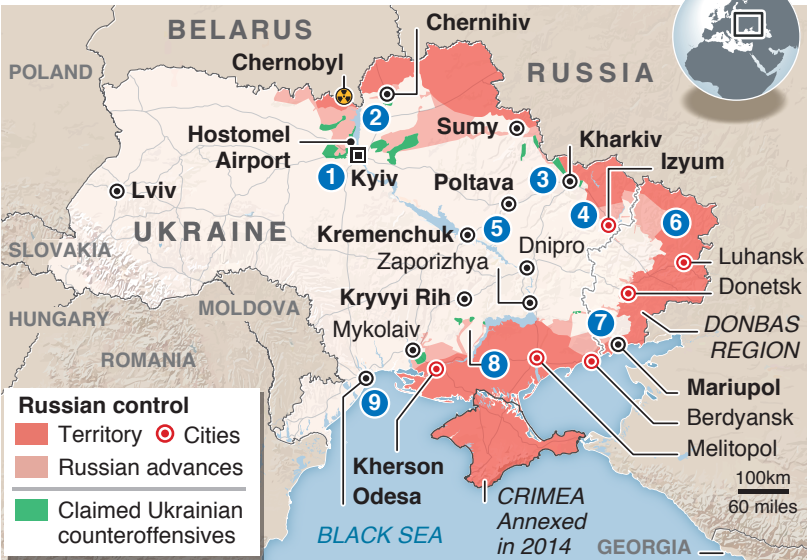 Chernihiv
BELARUS
Chernobyl
POLAND
RUSSIA
2
Hostomel
Airport
Sumy
Kharkiv
Izyum
1
Kyiv
3
Lviv
Poltava
4
UKRAINE
5
6
Kremenchuk
Dnipro
SLOVAKIA
Zaporizhya
Luhansk
Kryvyi Rih
Donetsk
MOLDOVA
HUNGARY
Mykolaiv
7
DONBAS
REGION
ROMANIA
8
Mariupol
9
Berdyansk
Melitopol
Russian control
Territory
Cities
Russian advances
Claimed Ukrainian
counteroffensives
Kherson
Odesa
BLACK SEA
CRIMEA
Annexed
in 2014
100km
60 miles
GEORGIA